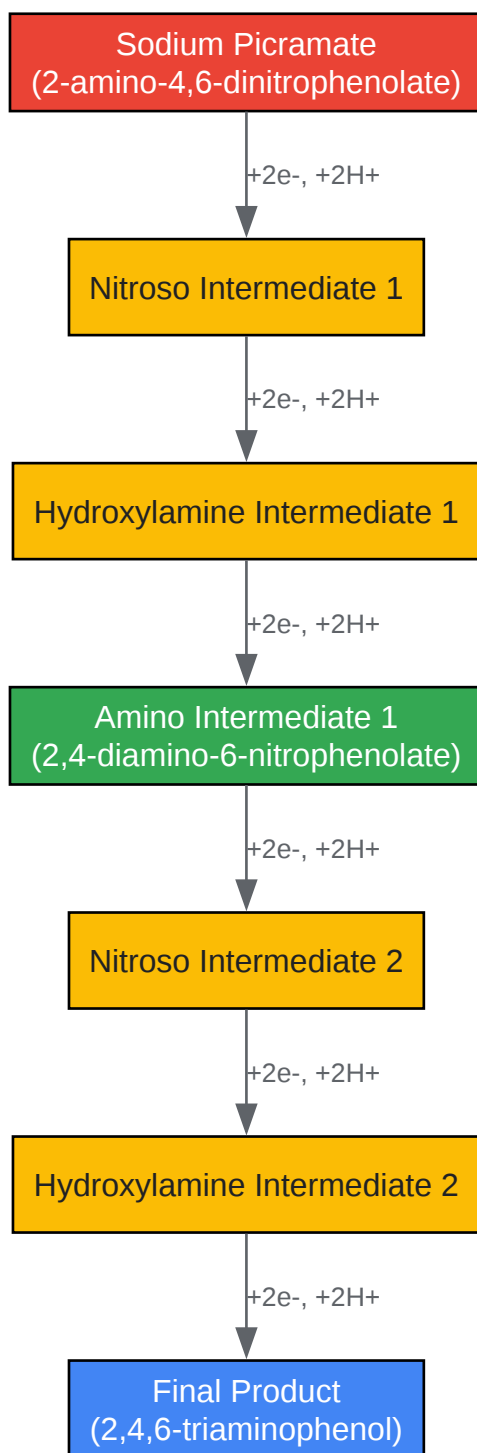 Sodium Picramate
(2-amino-4,6-dinitrophenolate)
+2e-, +2H+
Nitroso Intermediate 1
+2e-, +2H+
Hydroxylamine Intermediate 1
+2e-, +2H+
Amino Intermediate 1
(2,4-diamino-6-nitrophenolate)
+2e-, +2H+
Nitroso Intermediate 2
+2e-, +2H+
Hydroxylamine Intermediate 2
+2e-, +2H+
Final Product
(2,4,6-triaminophenol)